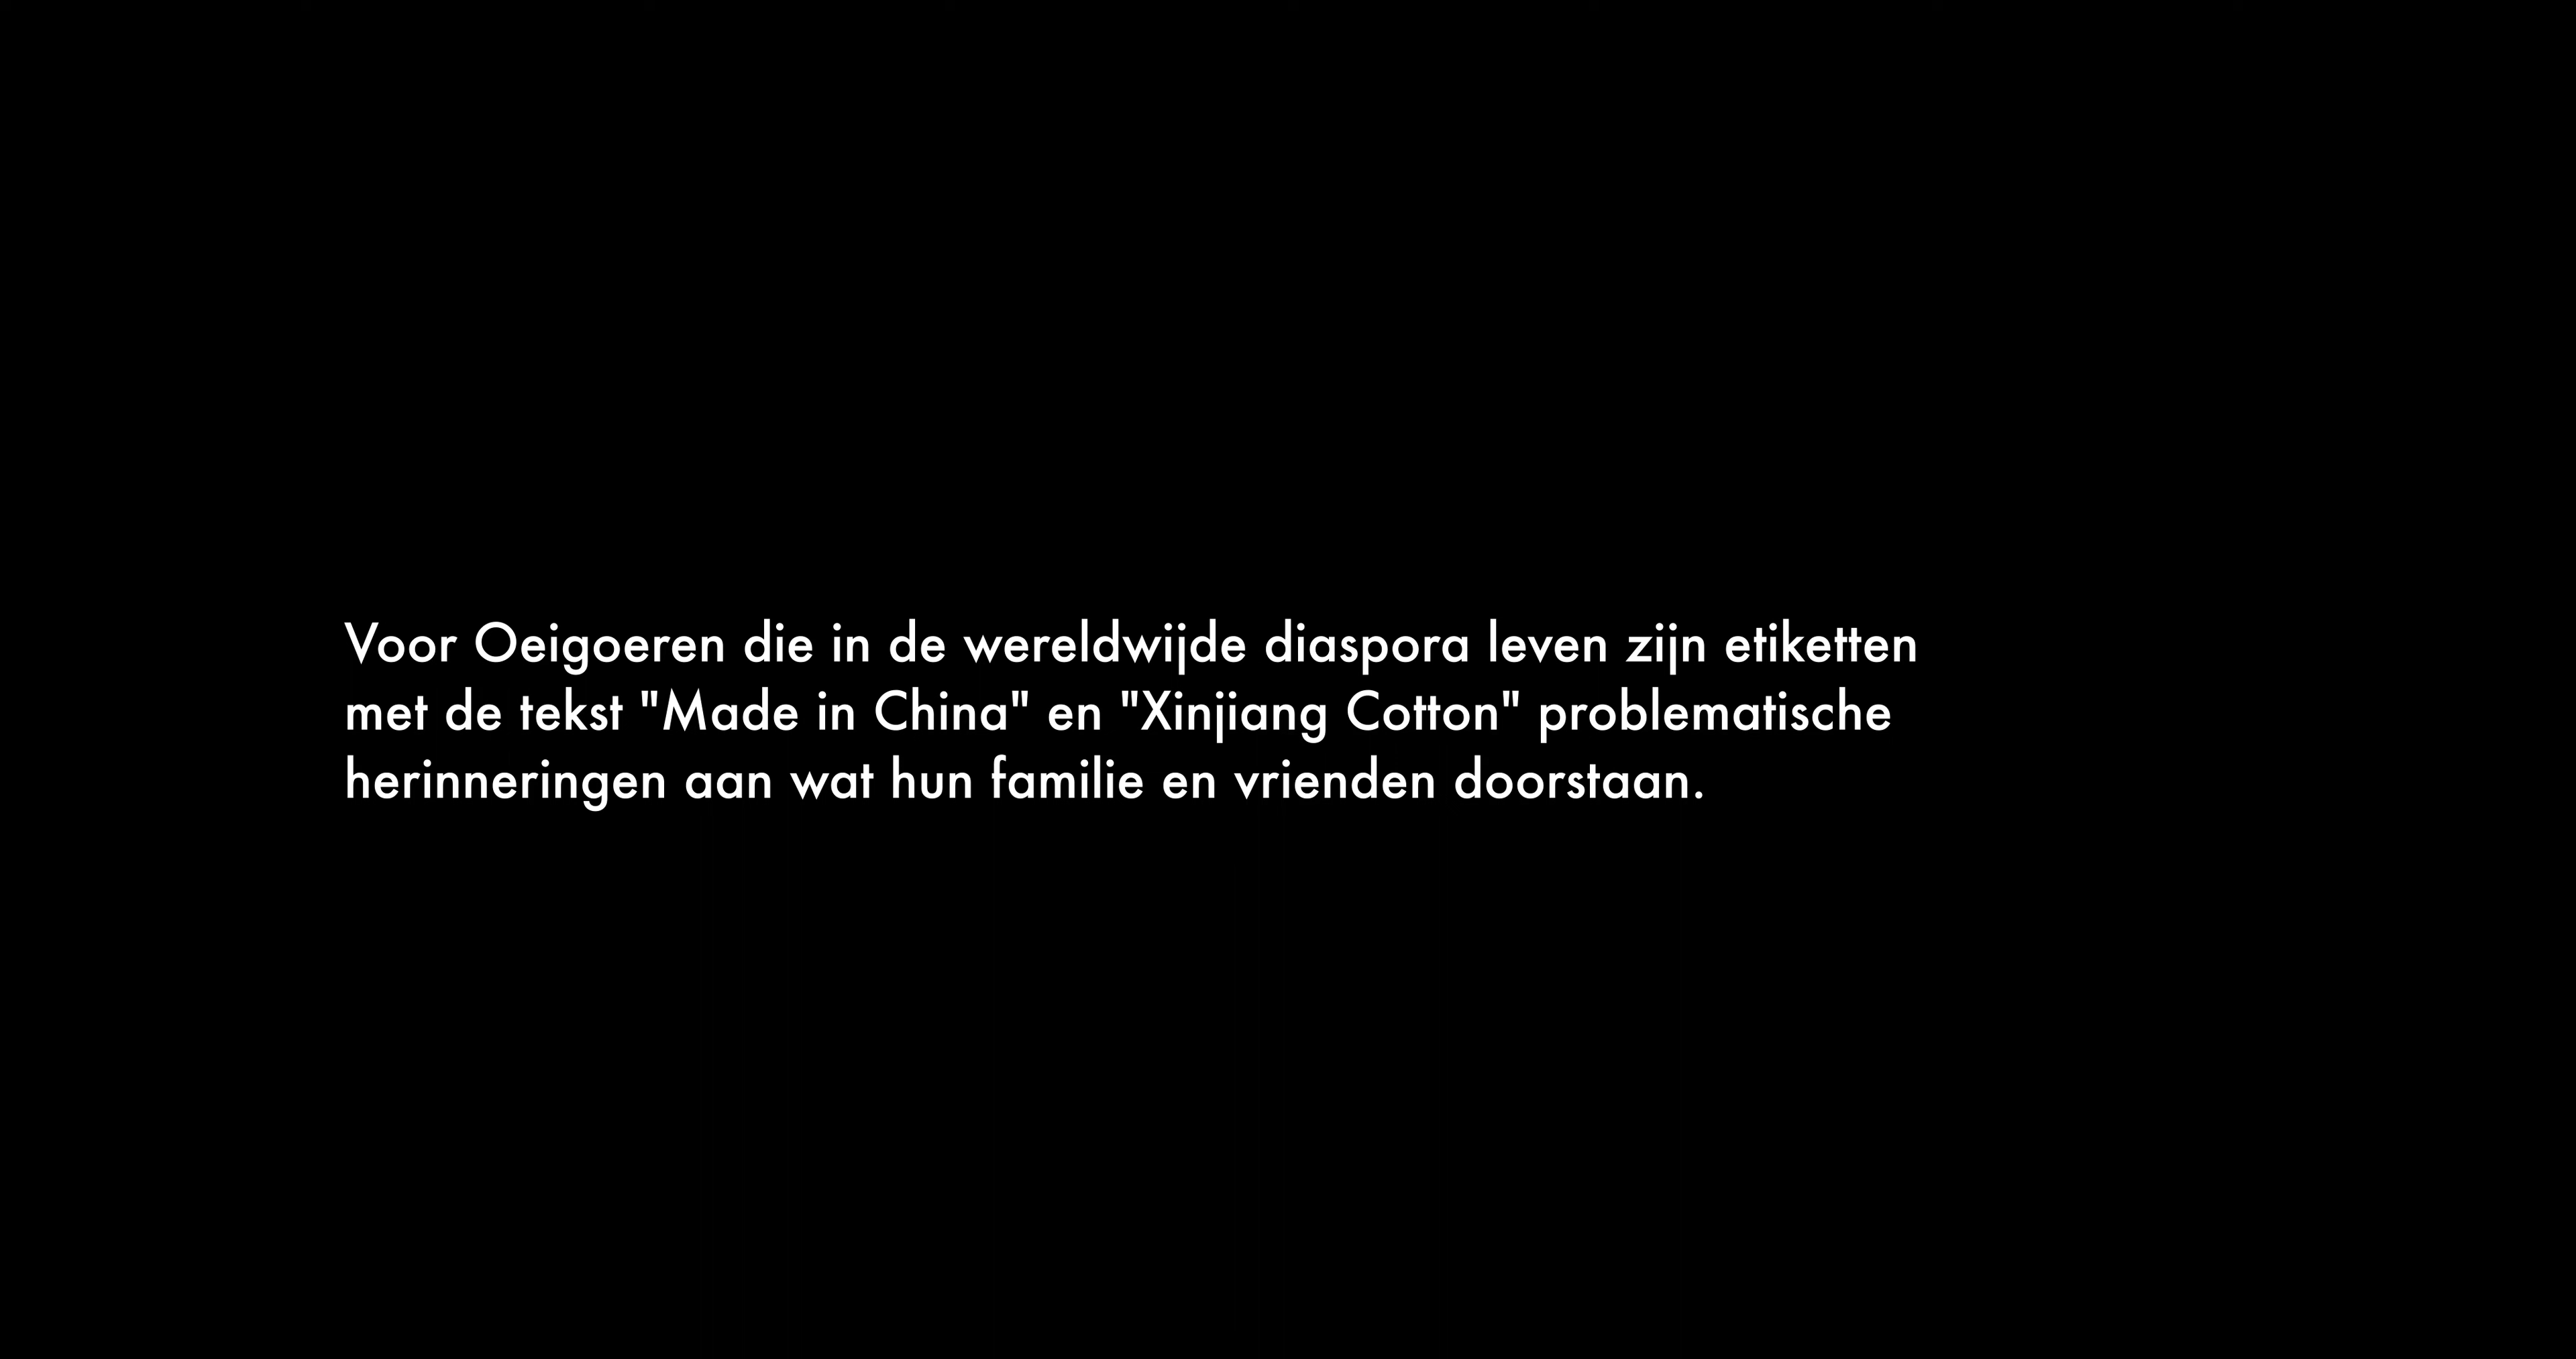 Voor Oeigoeren die in de wereldwijde diaspora leven zijn etiketten
met de tekst "Made in China" en "Xinjiang Cotton" problematische
herinneringen aan wat hun familie en vrienden doorstaan.